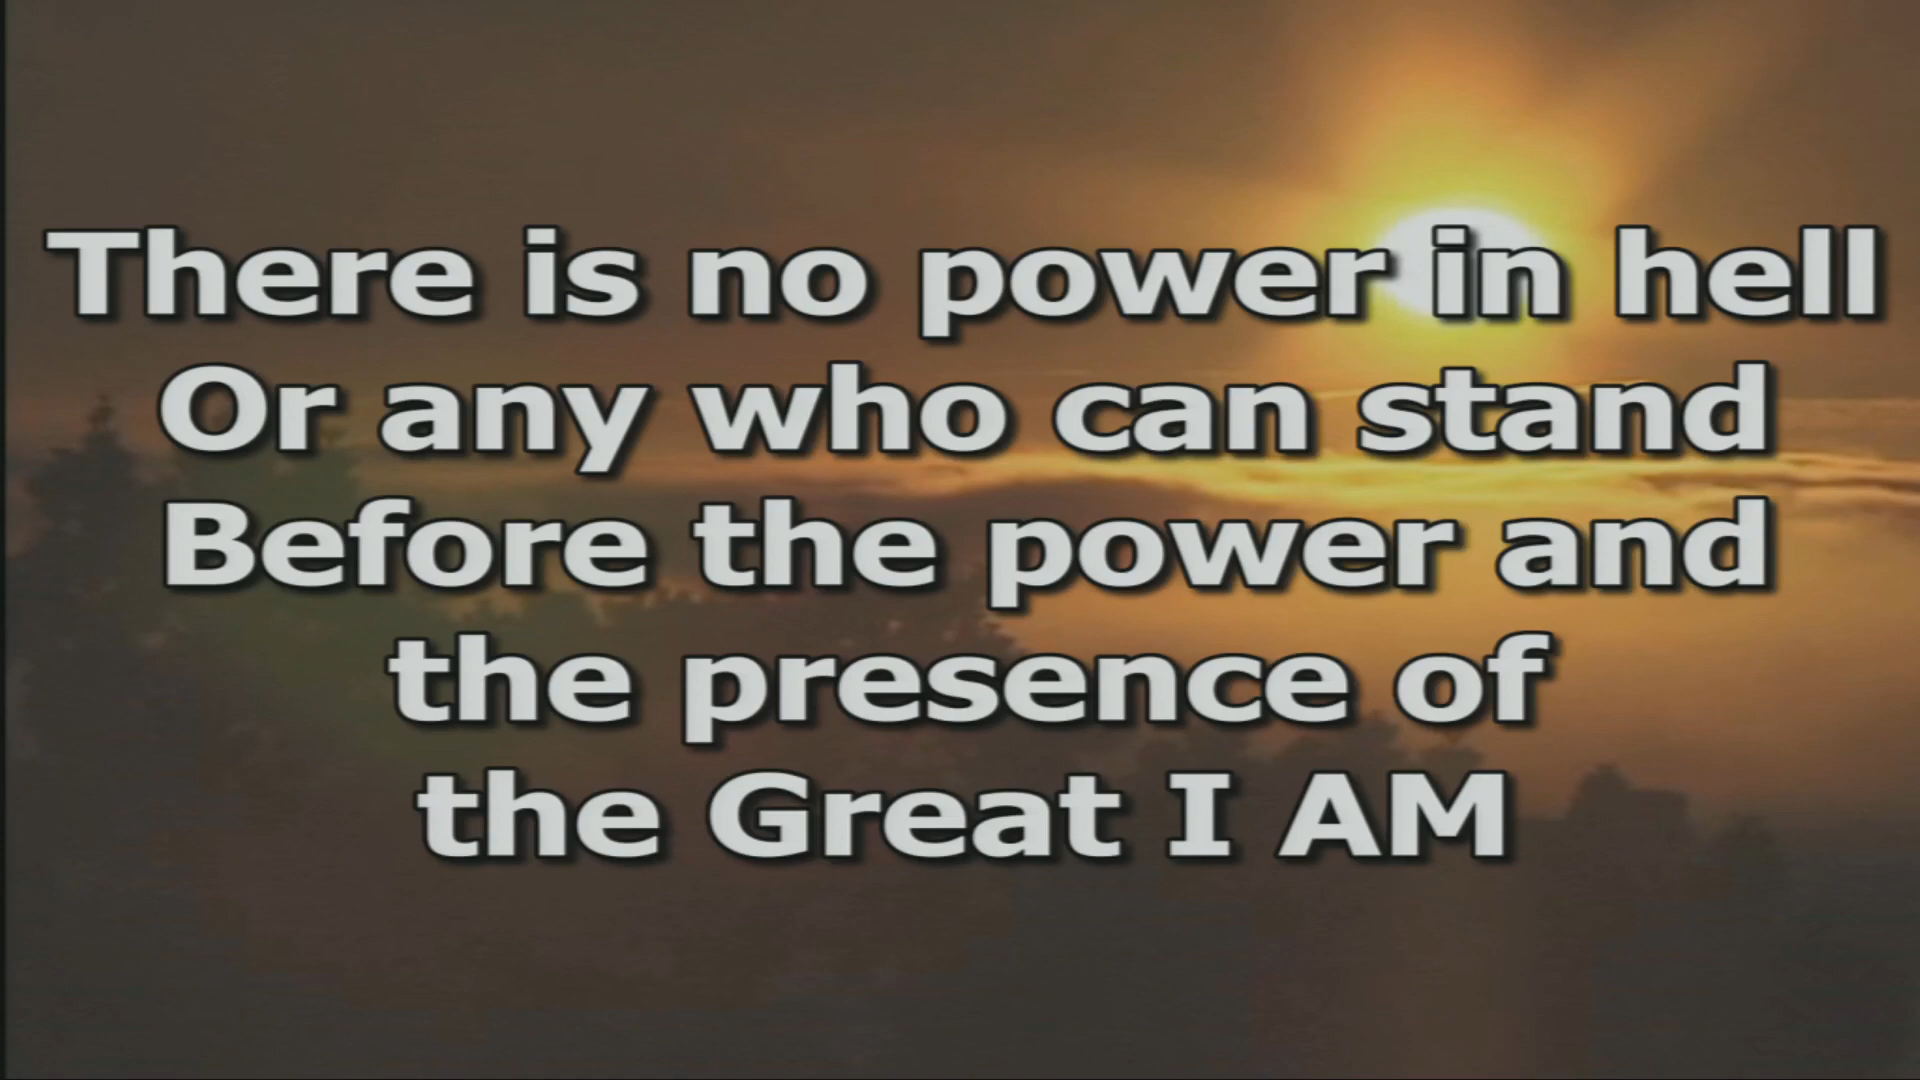 There is no power in hell
Or any who can stand
Before the power and
the presence of
the Great I AM